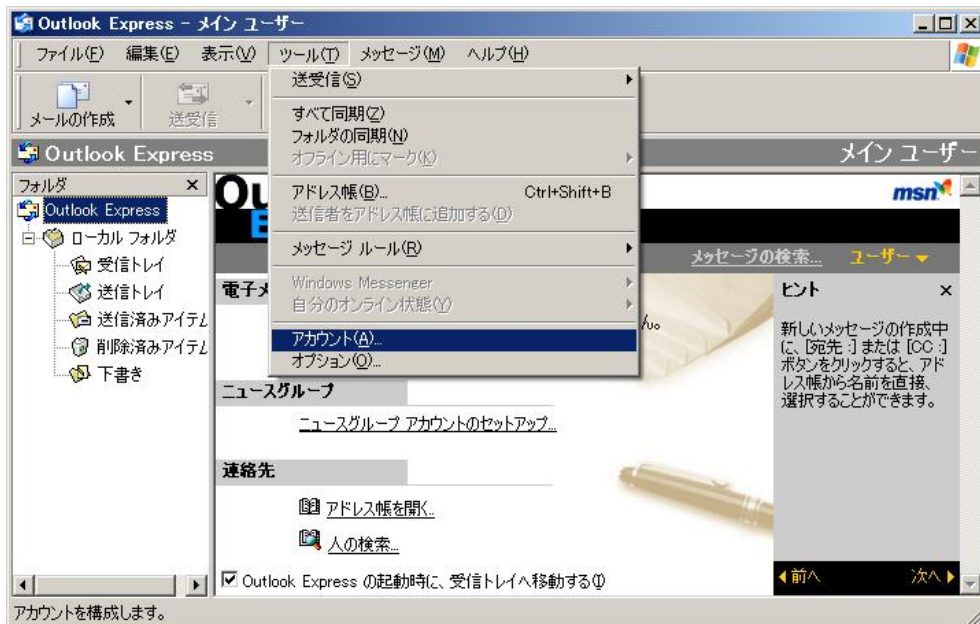 Outlook Express - メイン ユーザー
ファイル(F) 編集(E) 表示(V) ツール(T) メッセージ(M) ヘルプ(H)
メールの作成 送受信
送受信(S)
すべて同期(Z)
フォルダの同期(N)
オフライン用にマーク(K)
アドレス帳(B)... Ctrl+Shift+B
送信者をアドレス帳に追加する(D)
メッセージ ルール(R)
Windows Messenger
自分のオンライン状態(Y)
アカウント(A)...
オプション(O)...
Outlook Express メイン ユーザー
フォルダ ×
Outlook Express
ローカル フォルダ
受信トレイ
送信トレイ
送信済みアイテム
削除済みアイテム
下書き
Ou
msn
メッセージの検索... ユーザー
電子メ
ん。
ニュースグループ
ニュースグループ アカウントのセットアップ...
連絡先
アドレス帳を開く...
人の検索...
Outlook Express の起動時に、受信トレイへ移動する(I)
ヒント ×
新しいメッセージの作成中
に、[宛先 :] または [CC :]
ボタンをクリックすると、アド
レス帳から名前を直接、
選択することができます。
前へ 次へ
アカウントを構成します。